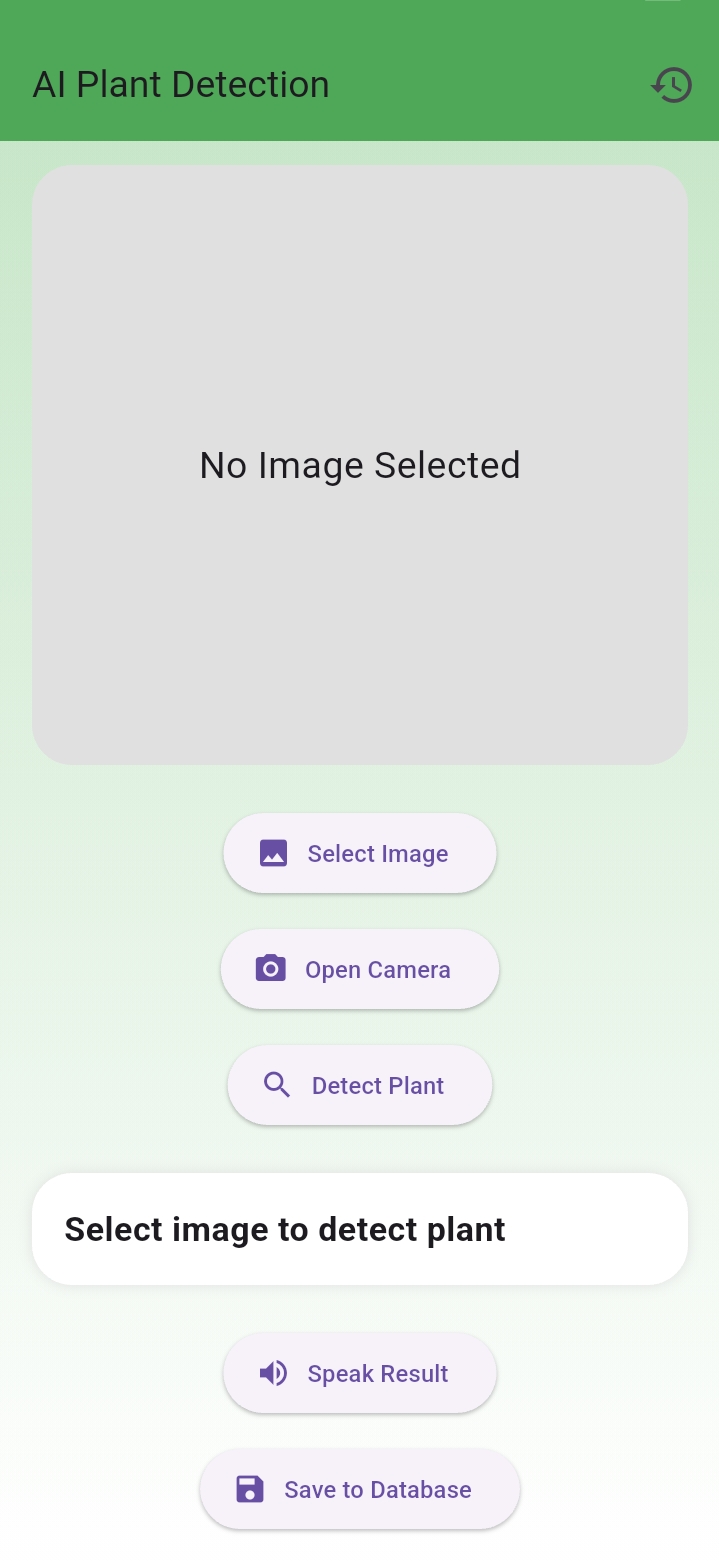 AI Plant Detection
No Image Selected
Select Image
Open Camera
Detect Plant
Select image to detect plant
Speak Result
Save to Database